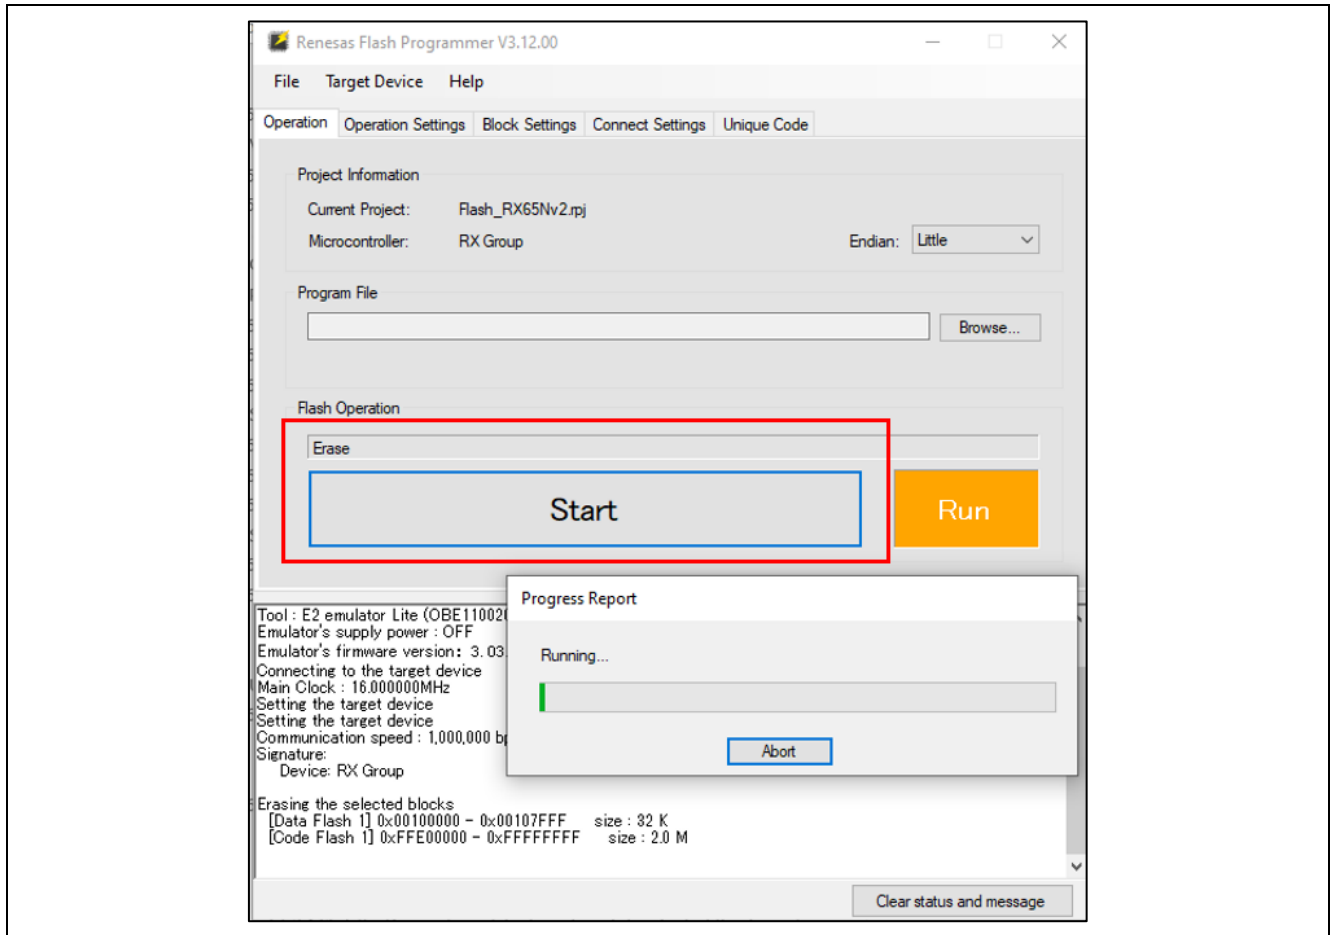 Renesas Flash Programmer V3.12.00
File Target Device Help
Operation Operation Settings Block Settings Connect Settings Unique Code
Project Information
Current Project: Flash_RX65Nv2.rpj
Microcontroller: RX Group Endian: Little
Program File
Browse...
Flash Operation
Erase
Start Run
Progress Report
Running...
Abort
Tool : E2 emulator Lite (OBE11002
Emulator's supply power : OFF
Emulator's firmware version: 3.03.
Connecting to the target device
Main Clock : 16.000000MHz
Setting the target device
Setting the target device
Communication speed : 1,000,000 bp
Signature:
Device: RX Group
Erasing the selected blocks
[Data Flash 1] 0x00100000 - 0x00107FFF size : 32 K
[Code Flash 1] 0xFFE00000 - 0xFFFFFFFF size : 2.0 M
Clear status and message